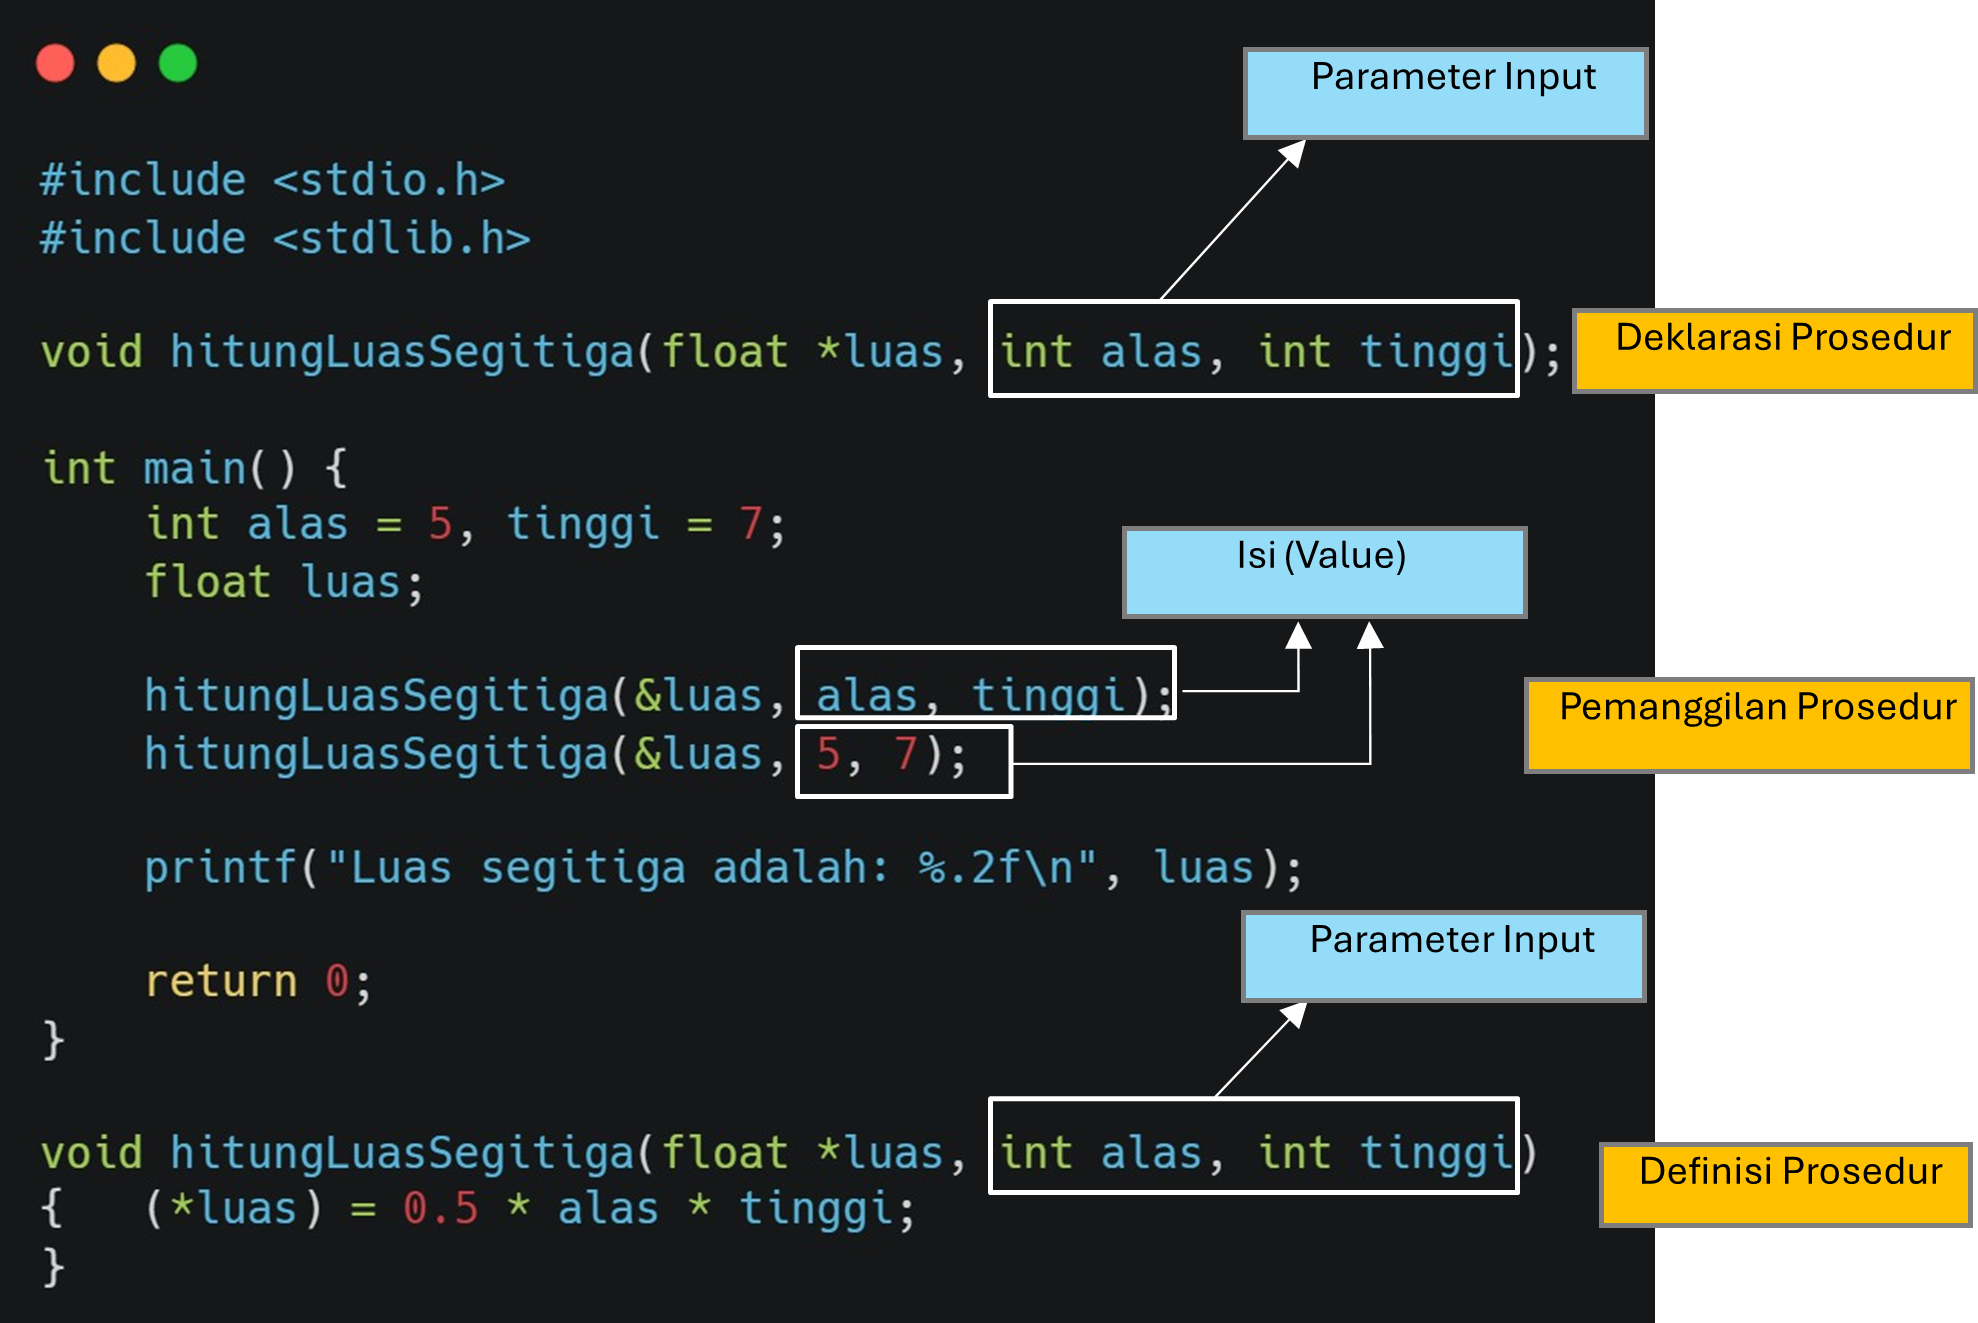 Parameter Input
#include <stdio.h>
#include <stdlib.h>
void hitungLuasSegitiga(float *luas, int alas, int tinggi);
Deklarasi Prosedur
int main() {
int alas = 5, tinggi = 7;
float luas;
Isi (Value)
hitungLuasSegitiga(&luas, alas, tinggi);
hitungLuasSegitiga(&luas, 5, 7);
Pemanggilan Prosedur
printf("Luas segitiga adalah: %.2f\n", luas);
Parameter Input
return 0;
}
void hitungLuasSegitiga(float *luas, int alas, int tinggi)
Definisi Prosedur
{   (*luas) = 0.5 * alas * tinggi;
}